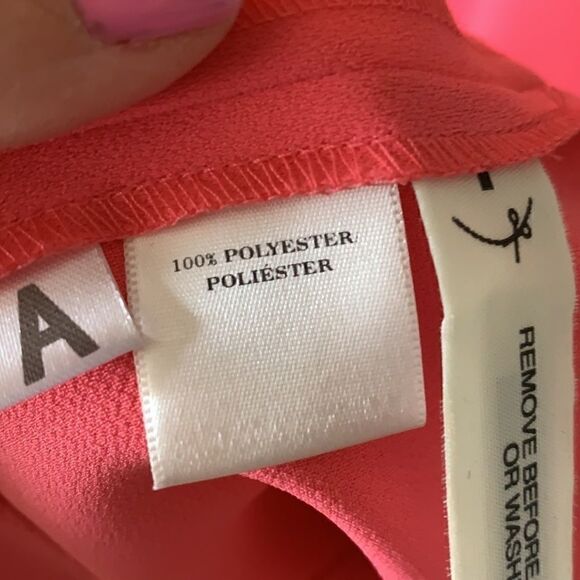 A
100% POLYESTER
POLIÉSTER
REMOVE BEFORE
OR WASH